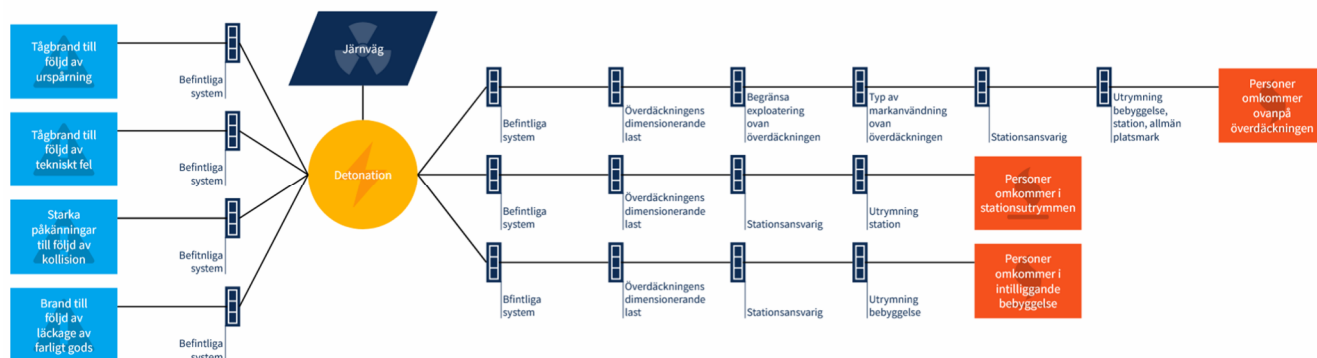 Tågbrand till
följd av
urspårning
Befintliga
system
Tågbrand till
följd av
tekniskt fel
Befintliga
system
Starka
påkänningar
till följd av
kollision
Befitnliga
system
Brand till
följd av
läckage av
farligt gods
Befintliga
system
Järnväg
Detonation
Befintliga
system
Överdäckningens
dimensionerande
last
Begränsa
exploatering
ovan
överdäckningen
Typ av
markanvändning
ovan
överdäckningen
Stationsansvarig
Utrymning
bebyggelse,
station, allmän
platsmark
Personer
omkommer
ovanpå
överdäckningen
Befintliga
system
Överdäckningens
dimensionerande
last
Stationsansvarig
Utrymning
station
Personer
omkommer i
stationsutrymmen
Bfintliga
system
Överdäckningens
dimensionerande
last
Stationsansvarig
Utrymning
bebyggelse
Personer
omkommer i
intilliggande
bebyggelse